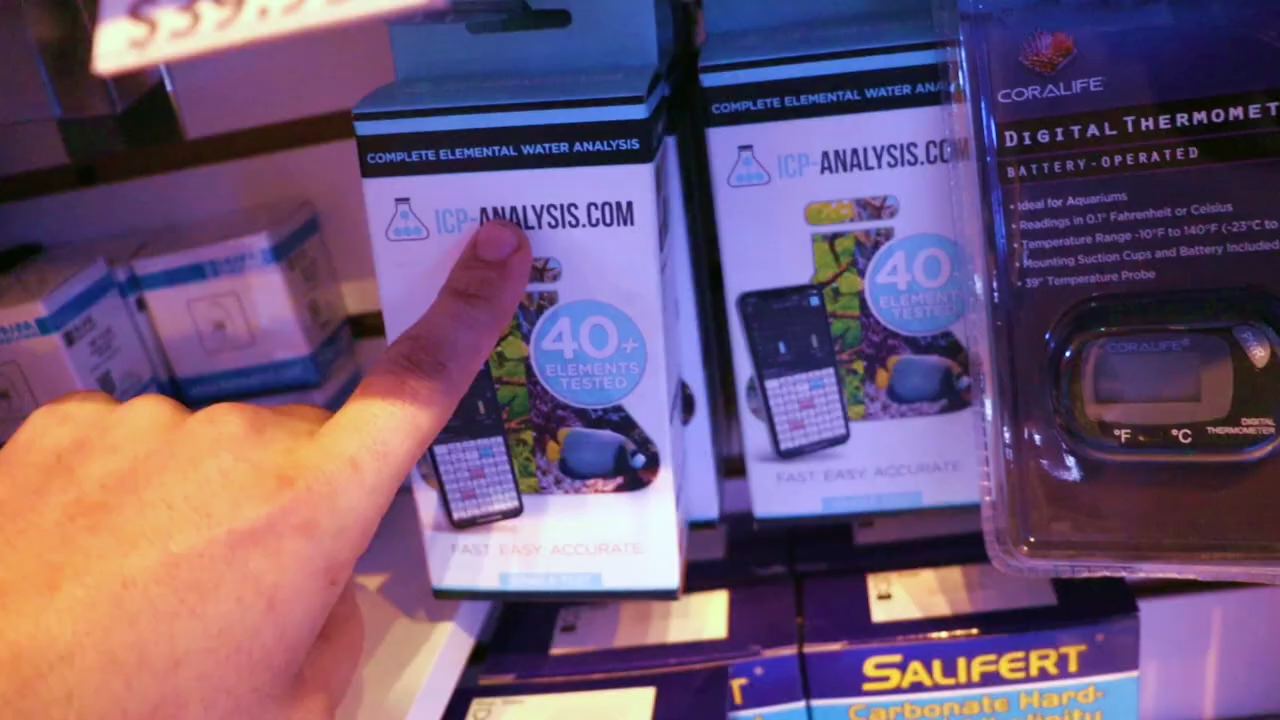 COMPLETE ELEMENTAL WATER ANALYSIS
ICP-ANALYSIS.COM
40+
ELEMENTS
TESTED
FAST EASY ACCURATE
COMPLETE ELEMENTAL WATER
ICP-ANALYSIS.COM
40
ELEMENT
TESTED
FAST EASY ACCURATE
CORALIFE
DIGITAL THERMOMET
BATTERY-OPERATED
• Ideal for Aquariums
• Readings in 0.1° Fahrenheit or Celsius
• Temperature Range -10°F to 140°F (-23°C to
• Mounting Suction Cups and Battery Included
• 39" Temperature Probe
CORALIFE
°F °C
DIGITAL
THERMOMETER
SALIFERT
Carbonate Hard-